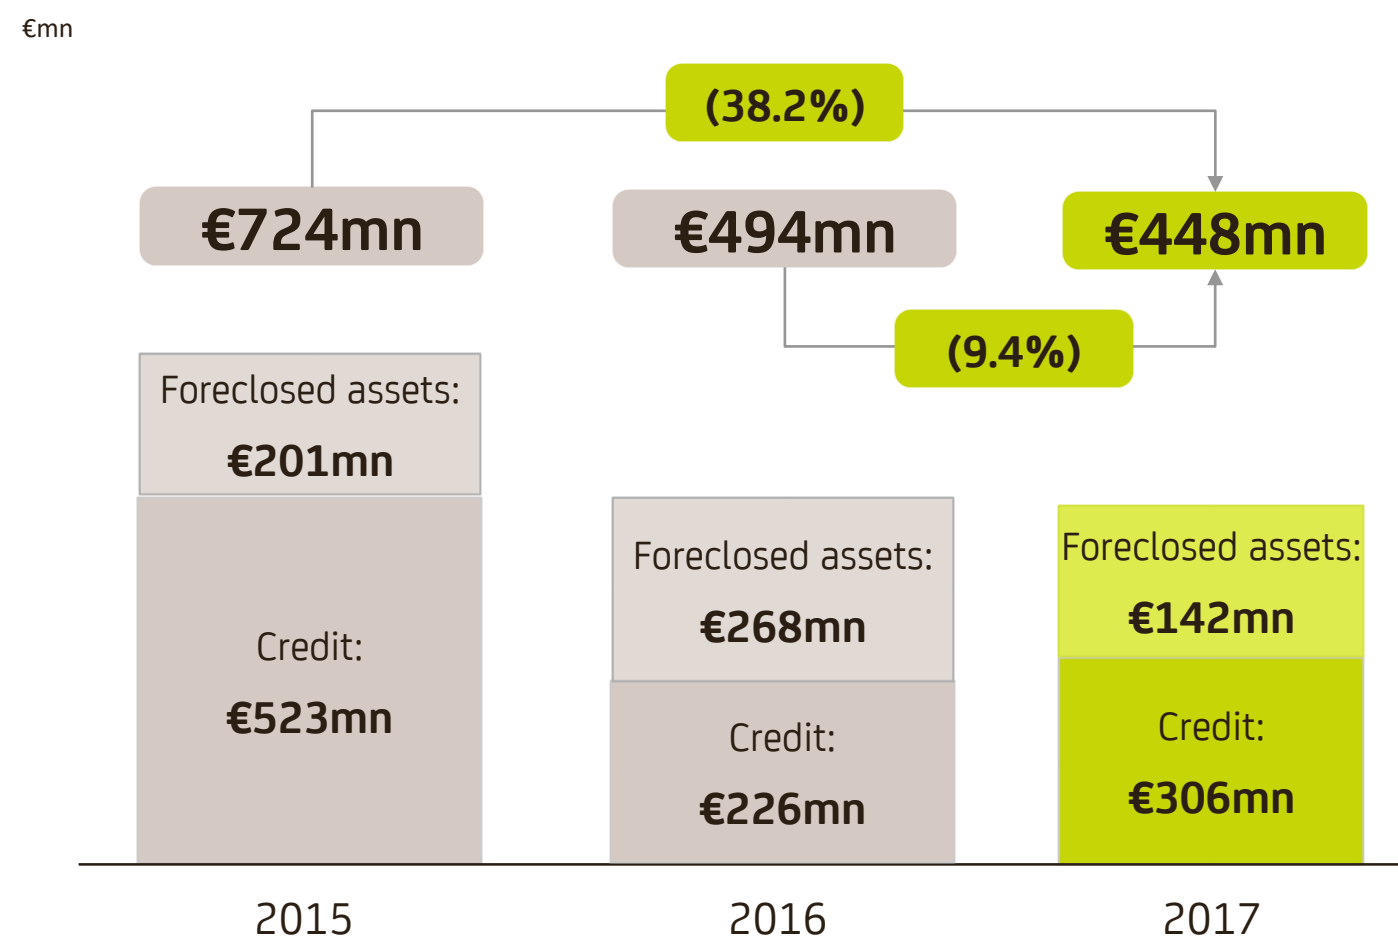 €mn
(38.2%)
€724mn
€494mn
€448mn
(9.4%)
Foreclosed assets:
€201mn
Credit:
€523mn
Foreclosed assets:
€268mn
Credit:
€226mn
Foreclosed assets:
€142mn
Credit:
€306mn
2015
2016
2017